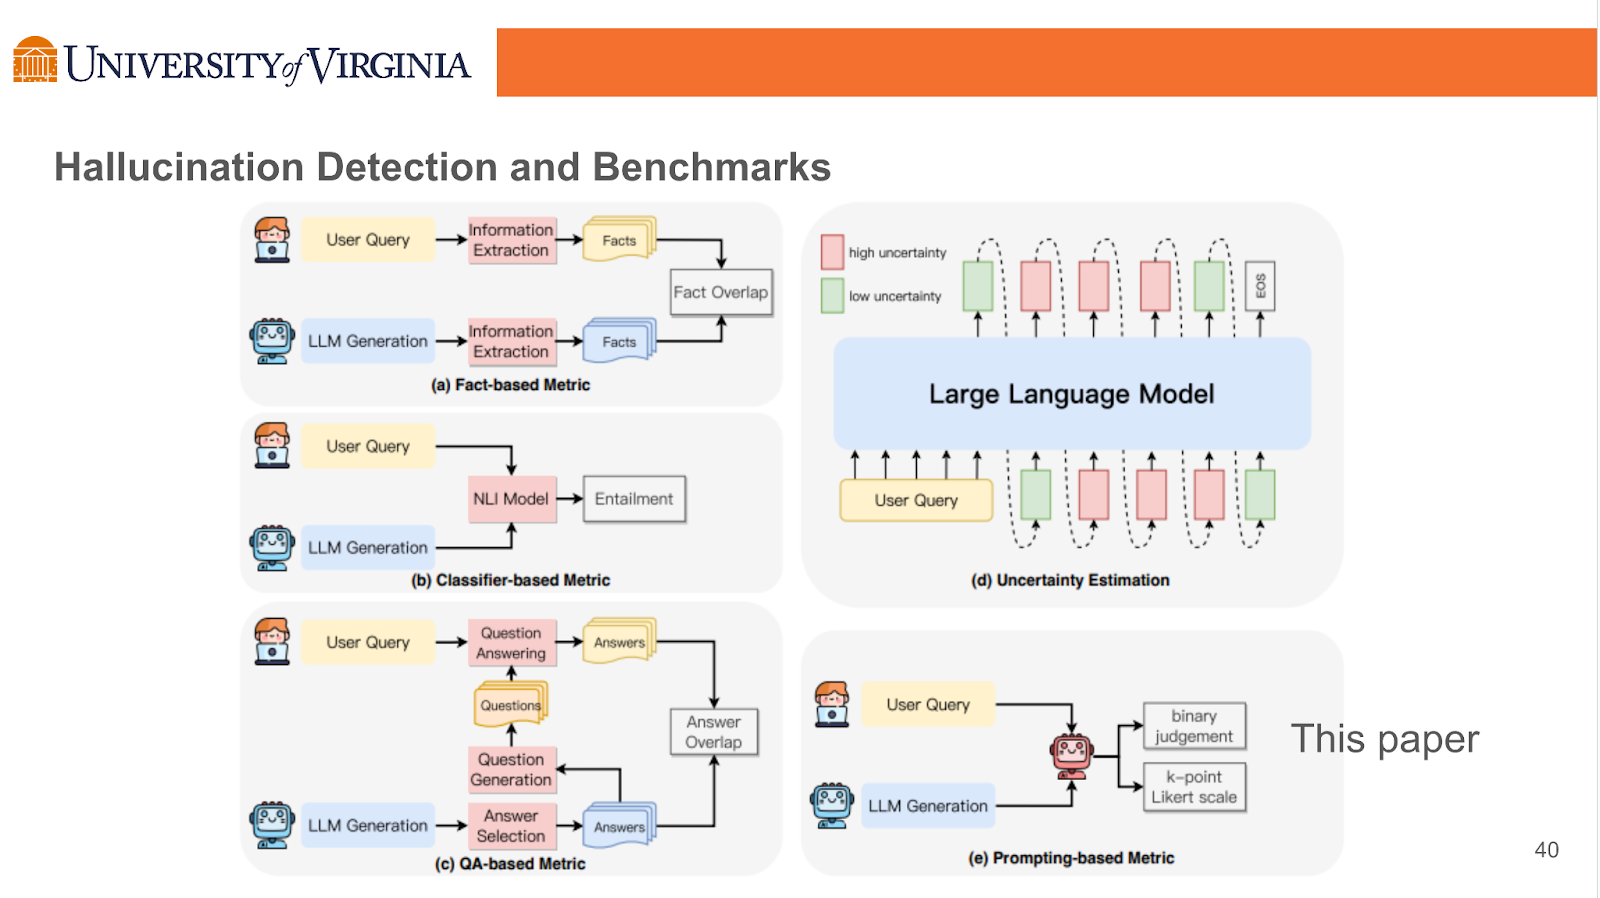 UNIVERSITY of VIRGINIA
Hallucination Detection and Benchmarks
User Query
Information
Extraction
Facts
Fact Overlap
LLM Generation
Information
Extraction
Facts
(a) Fact-based Metric
User Query
NLI Model
Entailment
LLM Generation
(b) Classifier-based Metric
User Query
Question
Answering
Answers
Questions
Answer
Overlap
Question
Generation
LLM Generation
Answer
Selection
Answers
(c) QA-based Metric
high uncertainty
low uncertainty
EOS
Large Language Model
User Query
(d) Uncertainty Estimation
User Query
binary
judgement
k-point
Likert scale
LLM Generation
(e) Prompting-based Metric
This paper
40